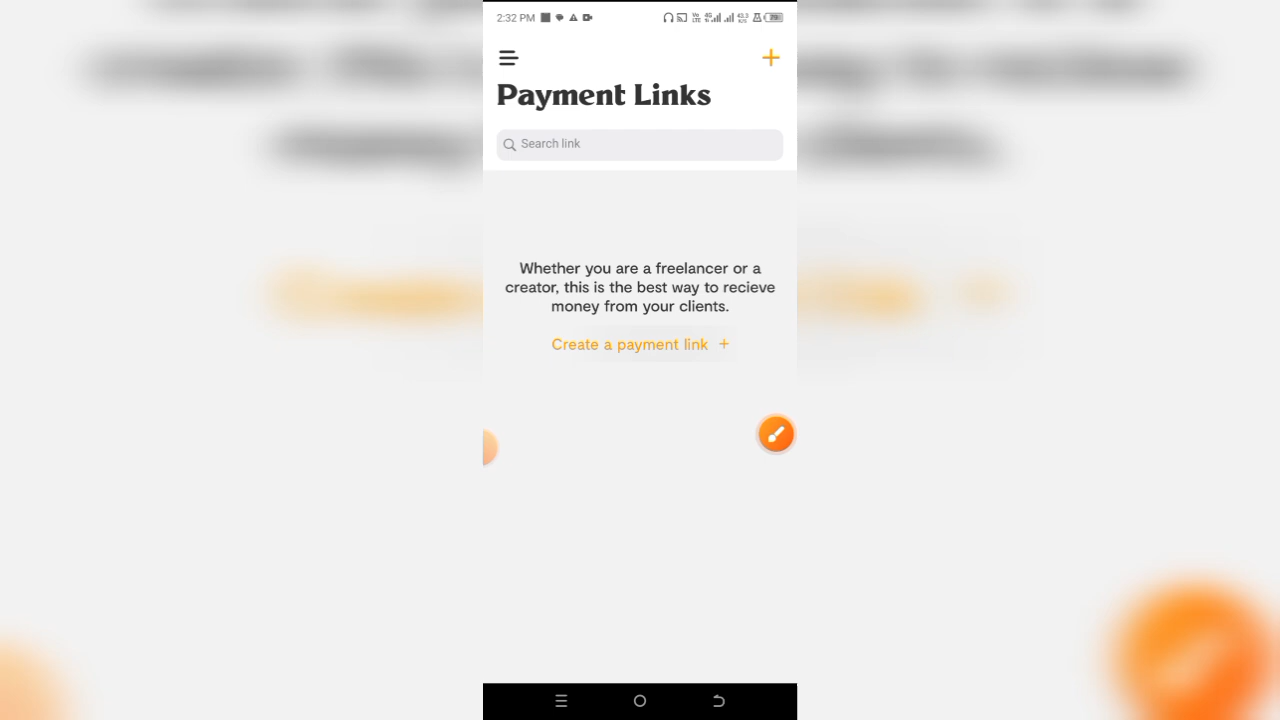 2:32 PM
Payment Links
Search link
Whether you are a freelancer or a
creator, this is the best way to recieve
money from your clients.
Create a payment link +